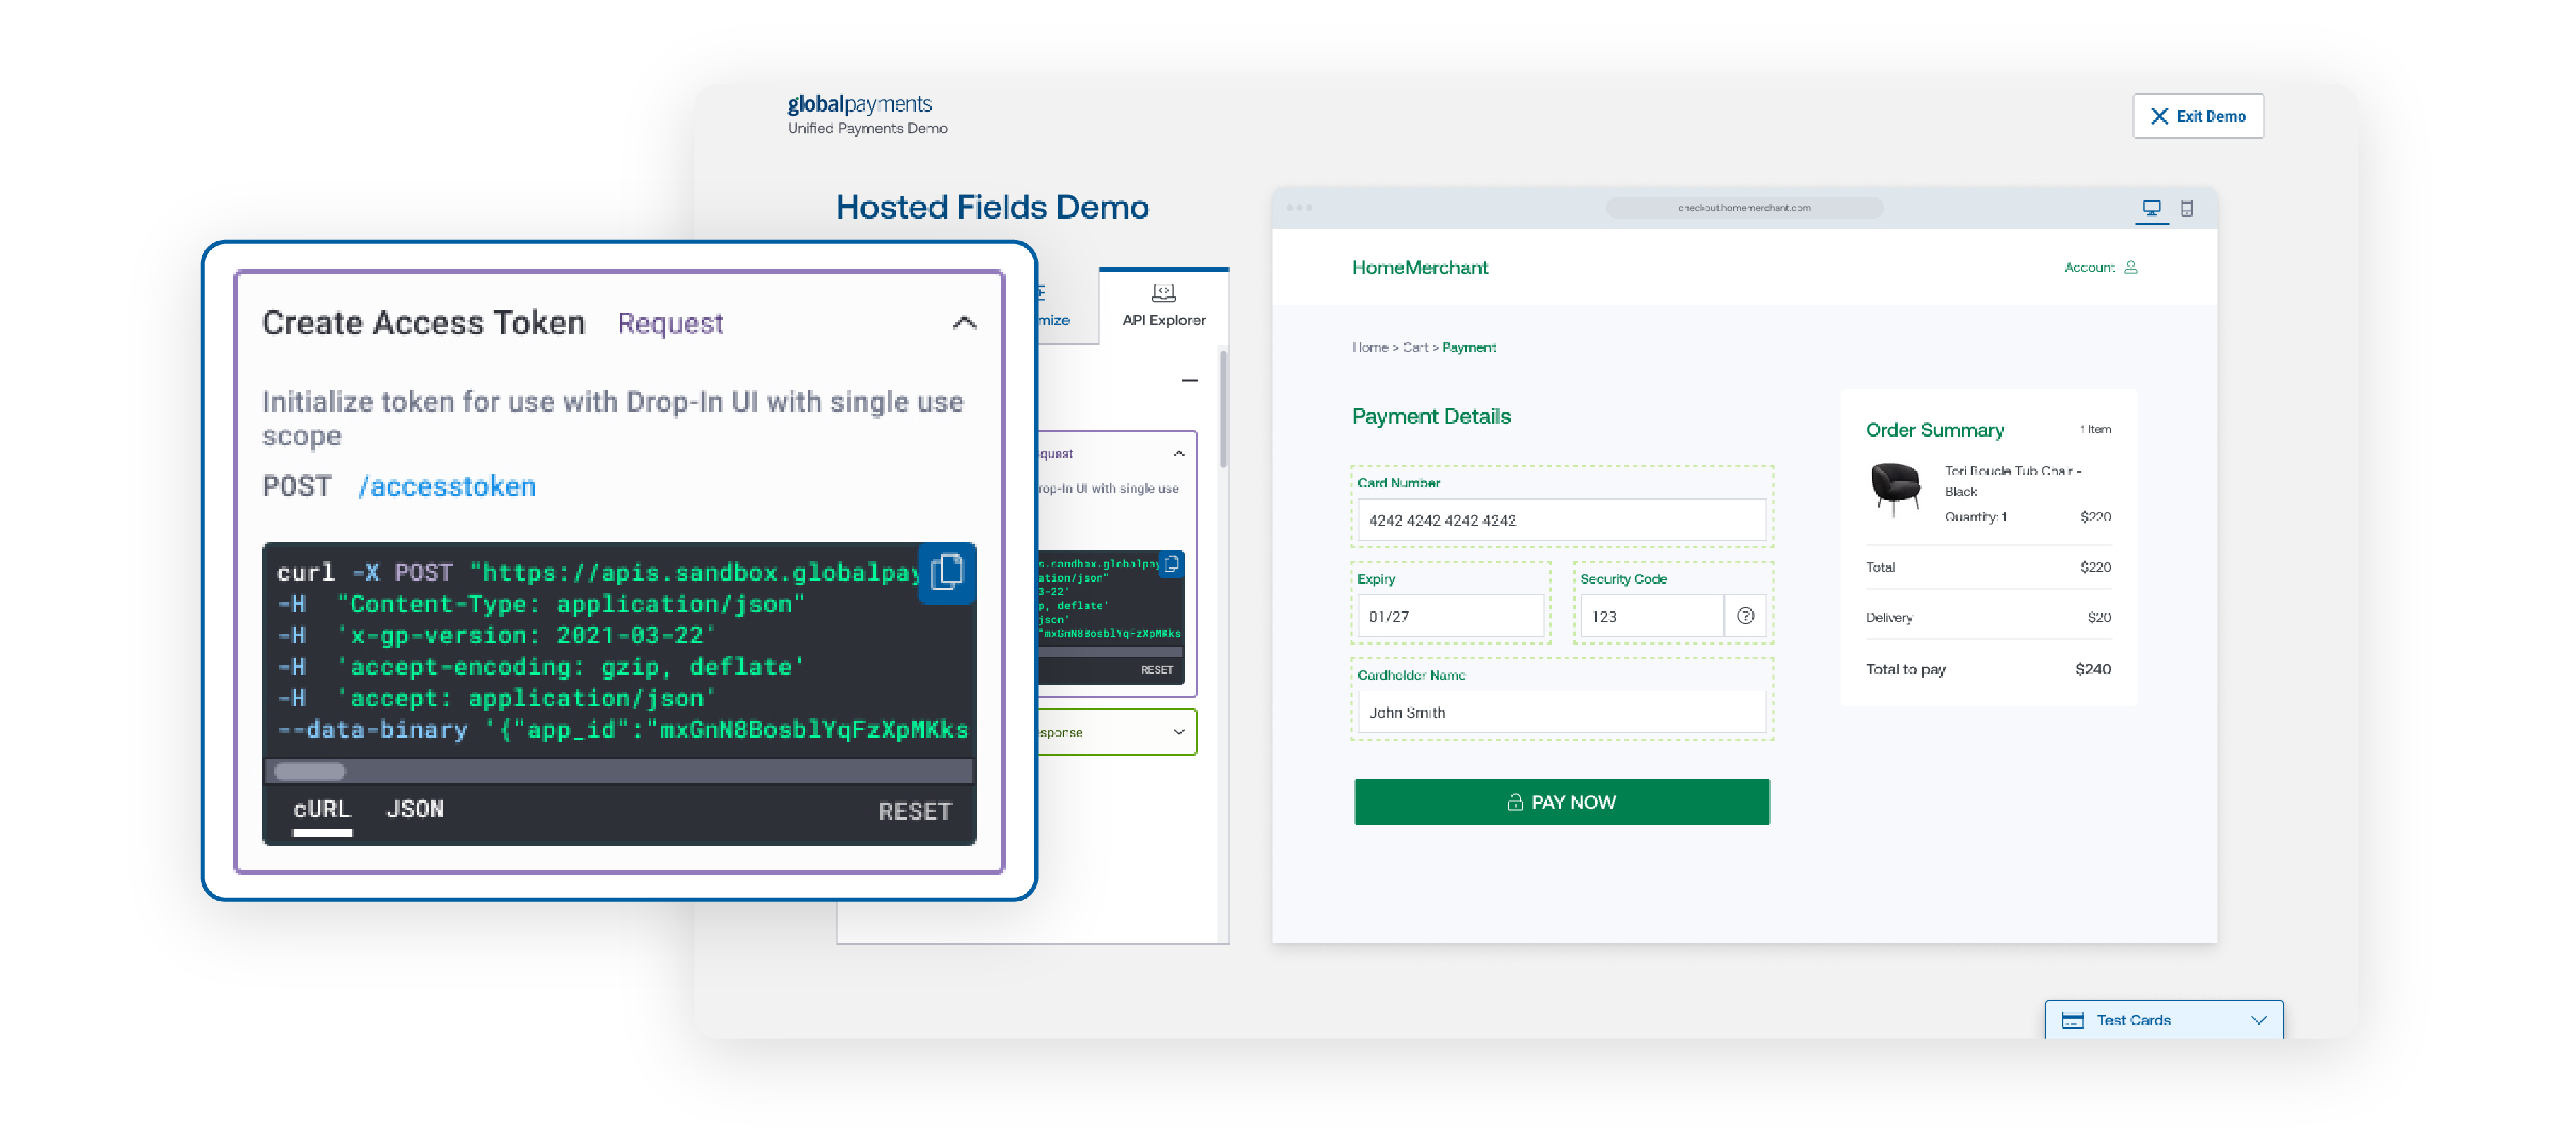 globalpayments
Unified Payments Demo
Exit Demo
Hosted Fields Demo
API Explorer
Create Access Token Request
Initialize token for use with Drop-In UI with single use
scope
POST /accesstoken
curl -X POST "https://apis.sandbox.globalpay
-H "Content-Type: application/json"
-H 'x-gp-version: 2021-03-22'
-H 'accept-encoding: gzip, deflate'
-H 'accept: application/json'
--data-binary '{"app_id":"mxGnN8BosblYqFzXpMKks
cURL JSON RESET
mize
equest
rop-In UI with single use
s.sandbox.globalpay
ation/json"
3-22'
p, deflate'
json'
"mxGnN8BosblYqFzXpMKks
RESET
esponse
checkout.homemerchant.com
HomeMerchant
Account
Home > Cart > Payment
Payment Details
Card Number
4242 4242 4242 4242
Expiry
01/27
Security Code
123
?
Cardholder Name
John Smith
PAY NOW
Order Summary 1 Item
Tori Boucle Tub Chair -
Black
Quantity: 1 $220
Total $220
Delivery $20
Total to pay $240
Test Cards